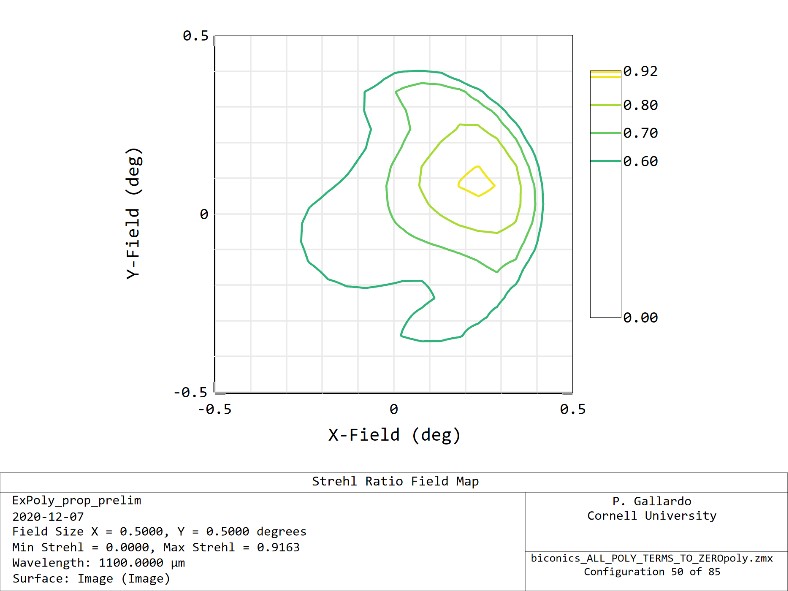 0.5
0
-0.5
Y-Field (deg)
-0.5
0
0.5
X-Field (deg)
0.92
0.80
0.70
0.60
0.00
Strehl Ratio Field Map
ExPoly_prop_prelim
2020-12-07
Field Size X = 0.5000, Y = 0.5000 degrees
Min Strehl = 0.0000, Max Strehl = 0.9163
Wavelength: 1100.0000 µm
Surface: Image (Image)
P. Gallardo
Cornell University
biconics_ALL_POLY_TERMS_TO_ZEROpoly.zmx
Configuration 50 of 85